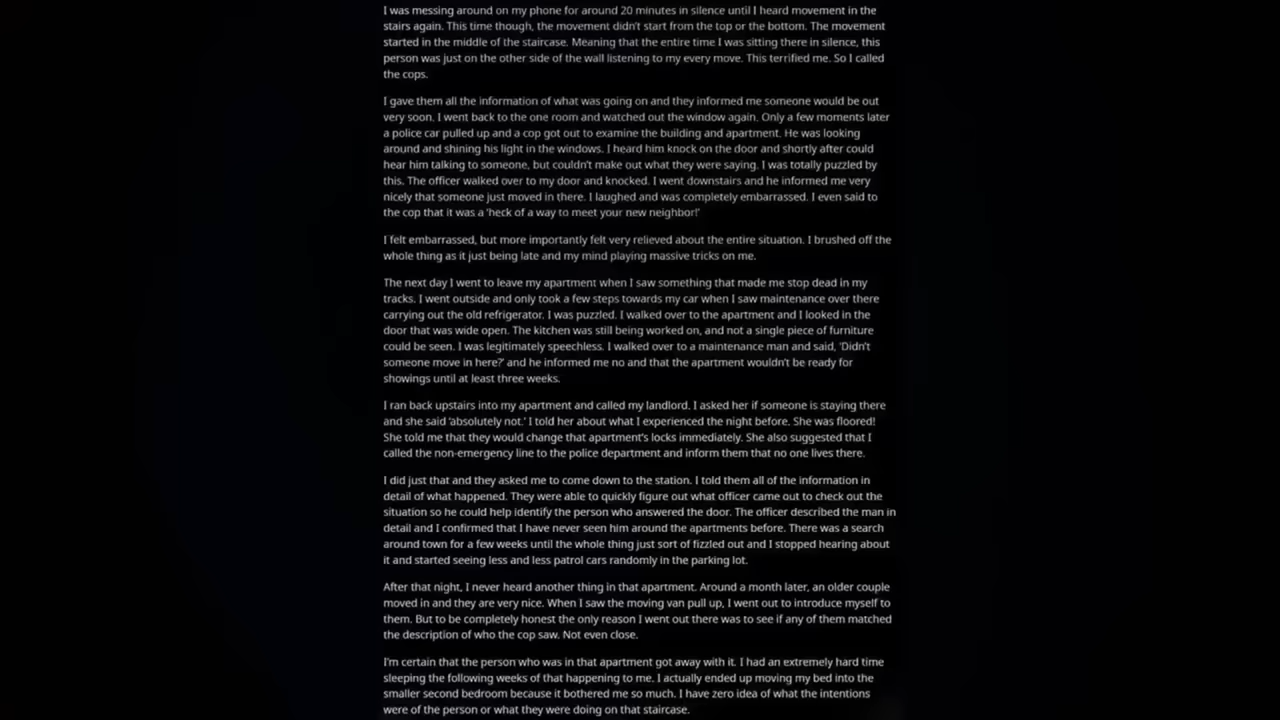 I was messing around on my phone for around 20 minutes in silence until I heard movement in the
stairs again. This time though, the movement didn't start from the top or the bottom. The movement
started in the middle of the staircase. Meaning that the entire time I was sitting there in silence, this
person was just on the other side of the wall listening to my every move. This terrified me. So I called
the cops.
I gave them all the information of what was going on and they informed me someone would be out
very soon. I went back to the one room and watched out the window again. Only a few moments later
a police car pulled up and a cop got out to examine the building and apartment. He was looking
around and shining his light in the windows. I heard him knock on the door and shortly after could
hear him talking to someone, but couldn't make out what they were saying. I was totally puzzled by
this. The officer walked over to my door and knocked. I went downstairs and he informed me very
nicely that someone just moved in there. I laughed and was completely embarrassed. I even said to
the cop that it was a 'heck of a way to meet your new neighbor!'
I felt embarrassed, but more importantly felt very relieved about the entire situation. I brushed off the
whole thing as it just being late and my mind playing massive tricks on me.
The next day I went to leave my apartment when I saw something that made me stop dead in my
tracks. I went outside and only took a few steps towards my car when I saw maintenance over there
carrying out the old refrigerator. I was puzzled. I walked over to the apartment and I looked in the
door that was wide open. The kitchen was still being worked on, and not a single piece of furniture
could be seen. I was legitimately speechless. I walked over to a maintenance man and said, 'Didn't
someone move in here?' and he informed me no and that the apartment wouldn't be ready for
showings until at least three weeks.
I ran back upstairs into my apartment and called my landlord. I asked her if someone is staying there
and she said 'absolutely not.' I told her about what I experienced the night before. She was floored!
She told me that they would change that apartment's locks immediately. She also suggested that I
called the non-emergency line to the police department and inform them that no one lives there.
I did just that and they asked me to come down to the station. I told them all of the information in
detail of what happened. They were able to quickly figure out what officer came out to check out the
situation so he could help identify the person who answered the door. The officer described the man in
detail and I confirmed that I have never seen him around the apartments before. There was a search
around town for a few weeks until the whole thing just sort of fizzled out and I stopped hearing about
it and started seeing less and less patrol cars randomly in the parking lot.
After that night, I never heard another thing in that apartment. Around a month later, an older couple
moved in and they are very nice. When I saw the moving van pull up, I went out to introduce myself to
them. But to be completely honest the only reason I went out there was to see if any of them matched
the description of who the cop saw. Not even close.
I'm certain that the person who was in that apartment got away with it. I had an extremely hard time
sleeping the following weeks of that happening to me. I actually ended up moving my bed into the
smaller second bedroom because it bothered me so much. I have zero idea of what the intentions
were of the person or what they were doing on that staircase.